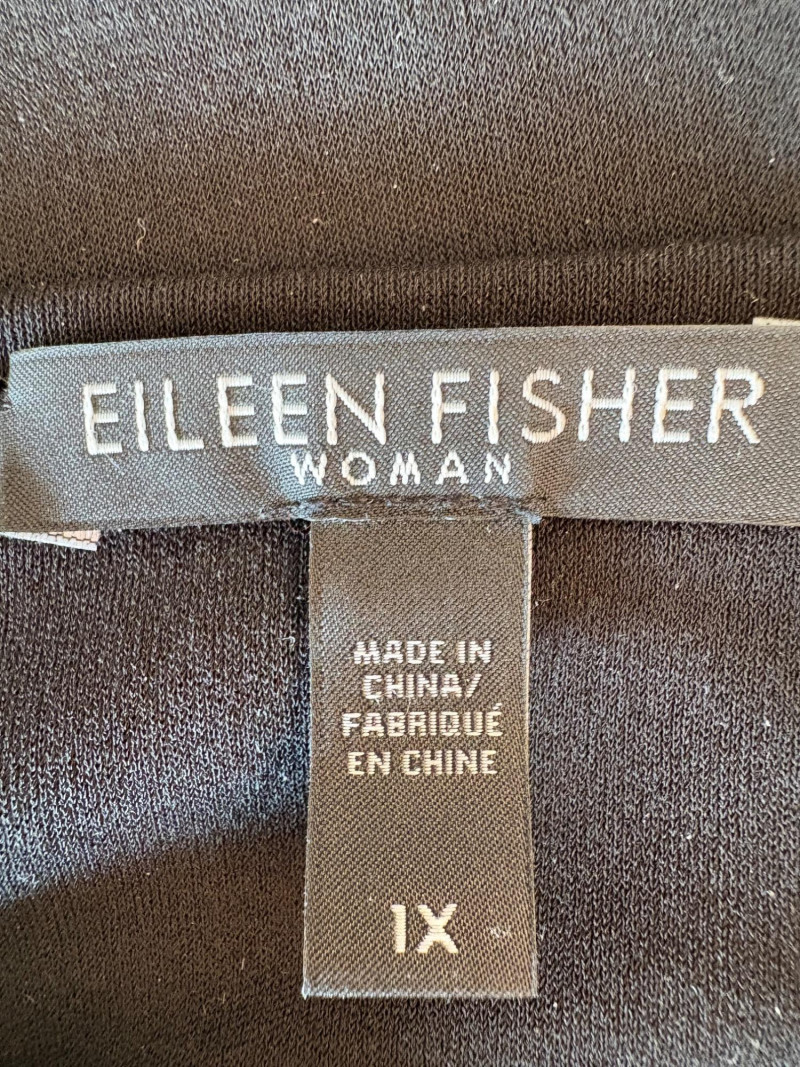 EILEEN FISHER
WOMAN
MADE IN
CHINA/
FABRIQUÉ
EN CHINE
1X